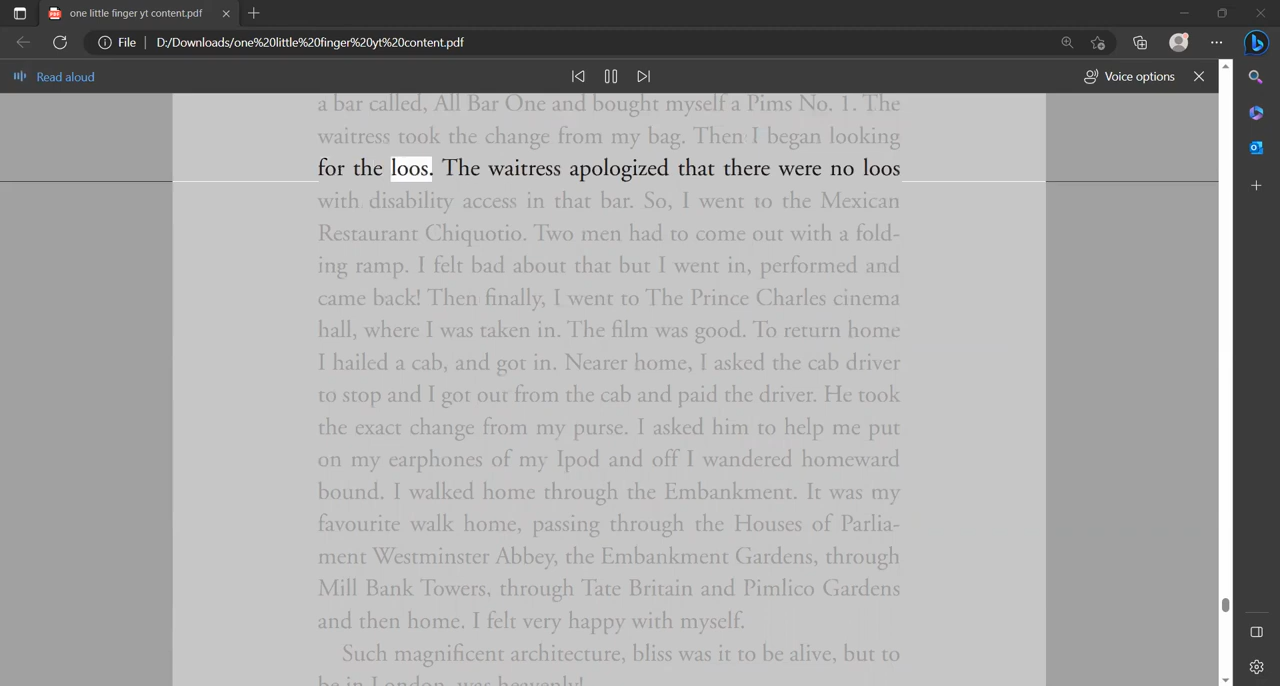 one little finger yt content.pdf
File
D:/Downloads/one%20little%20finger%20yt%20content.pdf
Read aloud
Voice options
a bar called, All Bar One and bought myself a Pims No. 1. The
waitress took the change from my bag. Then I began looking
for the loos. The waitress apologized that there were no loos
with disability access in that bar. So, I went to the Mexican
Restaurant Chiquotio. Two men had to come out with a fold-
ing ramp. I felt bad about that but I went in, performed and
came back! Then finally, I went to The Prince Charles cinema
hall, where I was taken in. The film was good. To return home
I hailed a cab, and got in. Nearer home, I asked the cab driver
to stop and I got out from the cab and paid the driver. He took
the exact change from my purse. I asked him to help me put
on my earphones of my Ipod and off I wandered homeward
bound. I walked home through the Embankment. It was my
favourite walk home, passing through the Houses of Parlia-
ment Westminster Abbey, the Embankment Gardens, through
Mill Bank Towers, through Tate Britain and Pimlico Gardens
and then home. I felt very happy with myself.
Such magnificent architecture, bliss was it to be alive, but to
be in London, was heavenly!